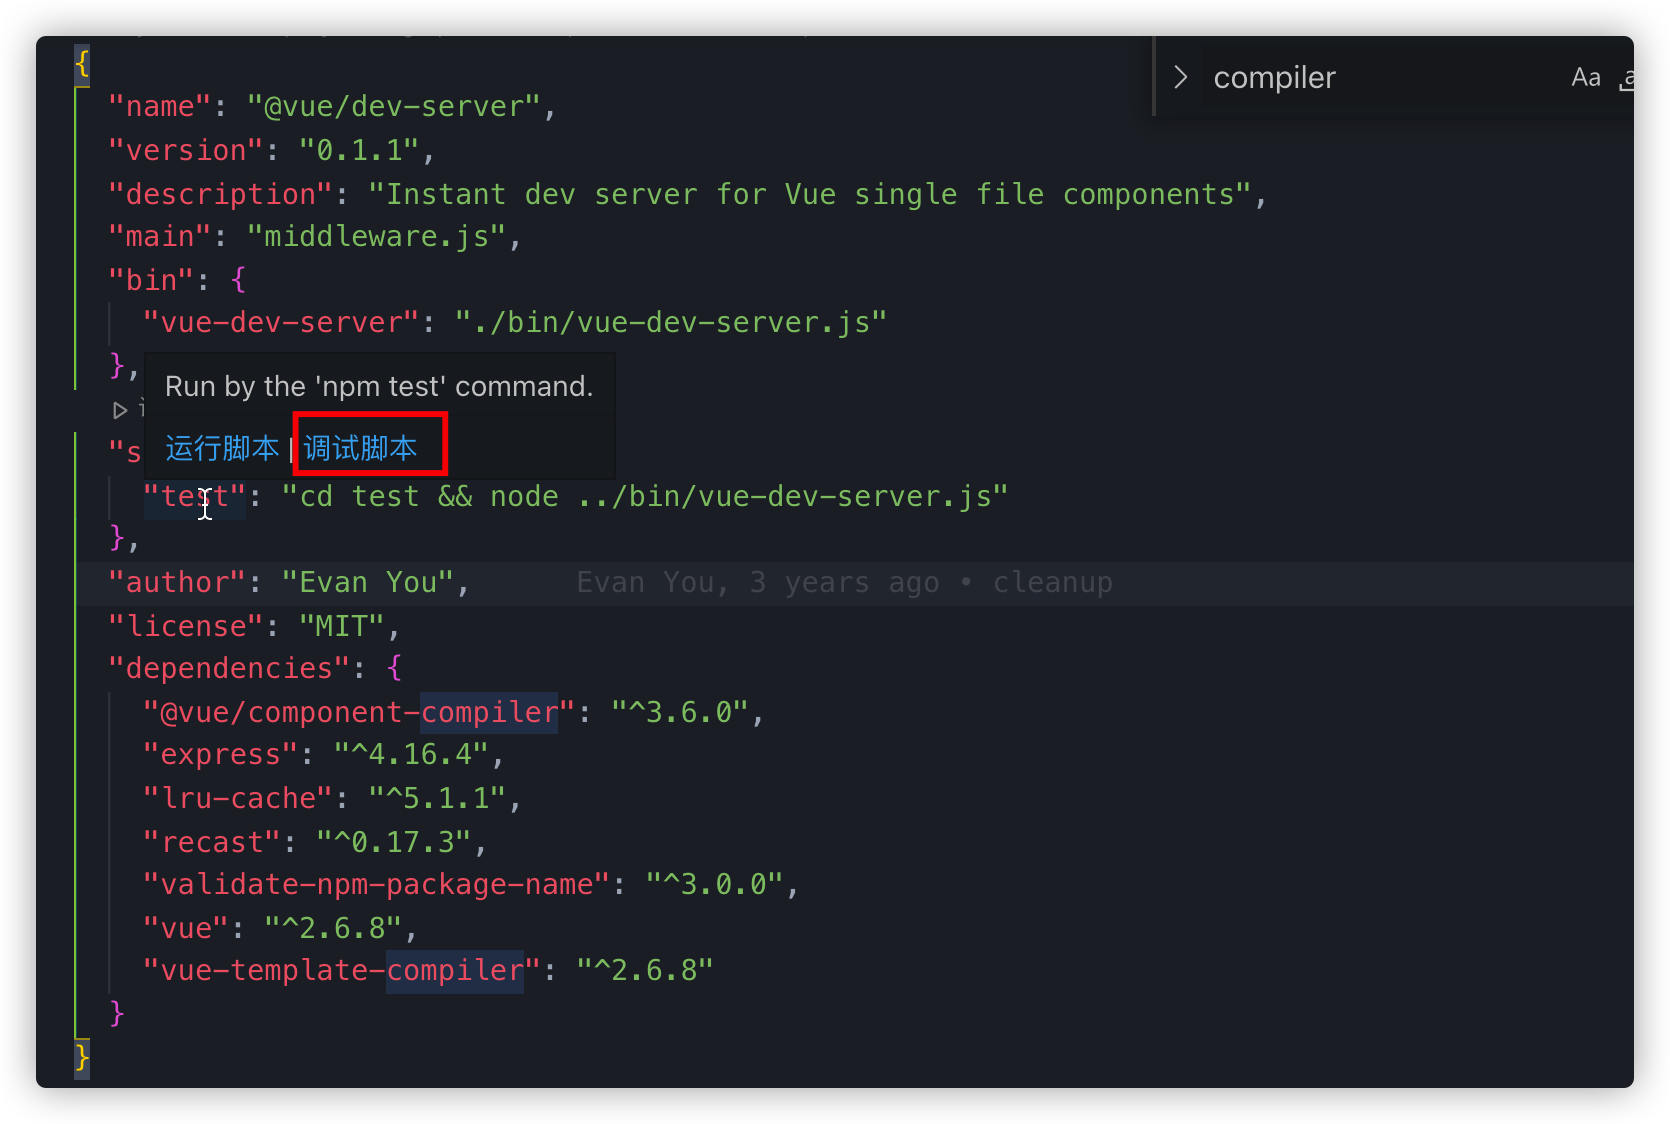 {
compiler
Aa
"name": "@vue/dev-server",
"version": "0.1.1",
"description": "Instant dev server for Vue single file components",
"main": "middleware.js",
"bin": {
"vue-dev-server": "./bin/vue-dev-server.js"
},
Run by the 'npm test' command.
运行脚本 | 调试脚本
"s
"test": "cd test && node ../bin/vue-dev-server.js"
},
"author": "Evan You", Evan You, 3 years ago • cleanup
"license": "MIT",
"dependencies": {
"@vue/component-compiler": "^3.6.0",
"express": "^4.16.4",
"lru-cache": "^5.1.1",
"recast": "^0.17.3",
"validate-npm-package-name": "^3.0.0",
"vue": "^2.6.8",
"vue-template-compiler": "^2.6.8"
}
}